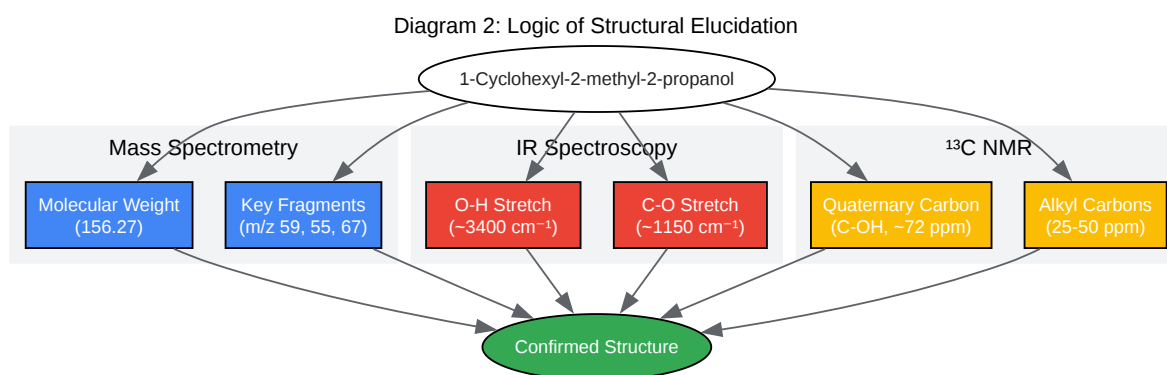 Diagram 2: Logic of Structural Elucidation
1-Cyclohexyl-2-methyl-2-propanol
Mass Spectrometry
IR Spectroscopy
¹³C NMR
Molecular Weight
(156.27)
Key Fragments
(m/z 59, 55, 67)
O-H Stretch
(~3400 cm⁻¹)
C-O Stretch
(~1150 cm⁻¹)
Quaternary Carbon
(C-OH, ~72 ppm)
Alkyl Carbons
(25-50 ppm)
Confirmed Structure